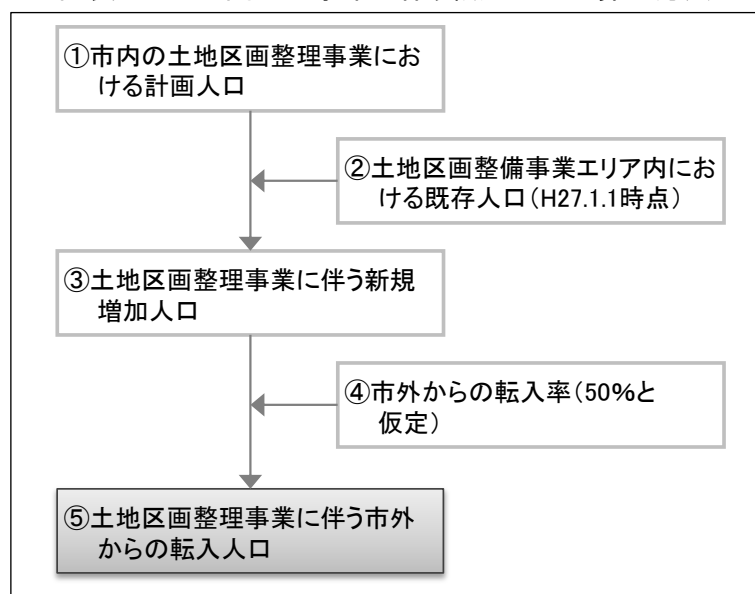 ①市内の土地区画整理事業にお
ける計画人口
②土地区画整備事業エリア内にお
ける既存人口(H27.1.1時点)
③土地区画整理事業に伴う新規
増加人口
④市外からの転入率(50%と
仮定)
⑤土地区画整理事業に伴う市外
からの転入人口